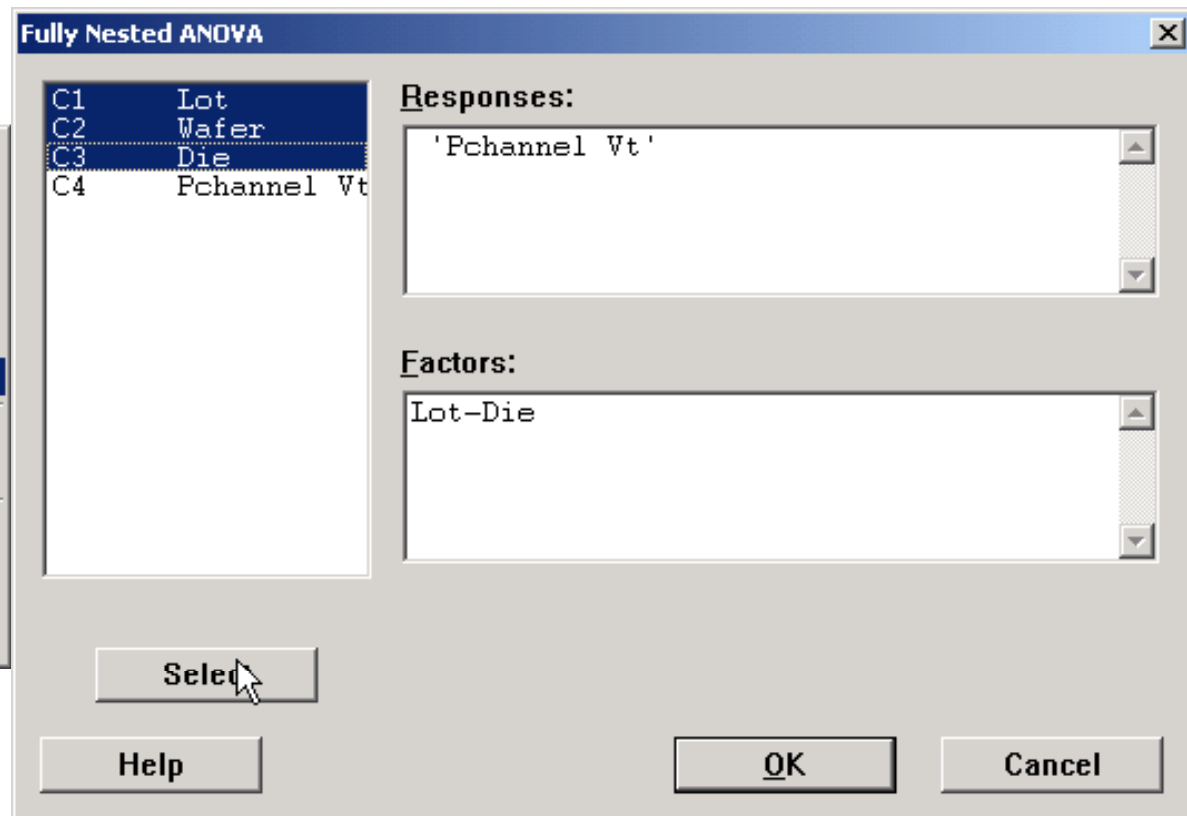 Fully Nested ANOVA
C1 Lot
C2 Wafer
C3 Die
C4 Pchannel Vt
Responses:
'Pchannel Vt'
Factors:
Lot-Die
Select
Help
OK
Cancel